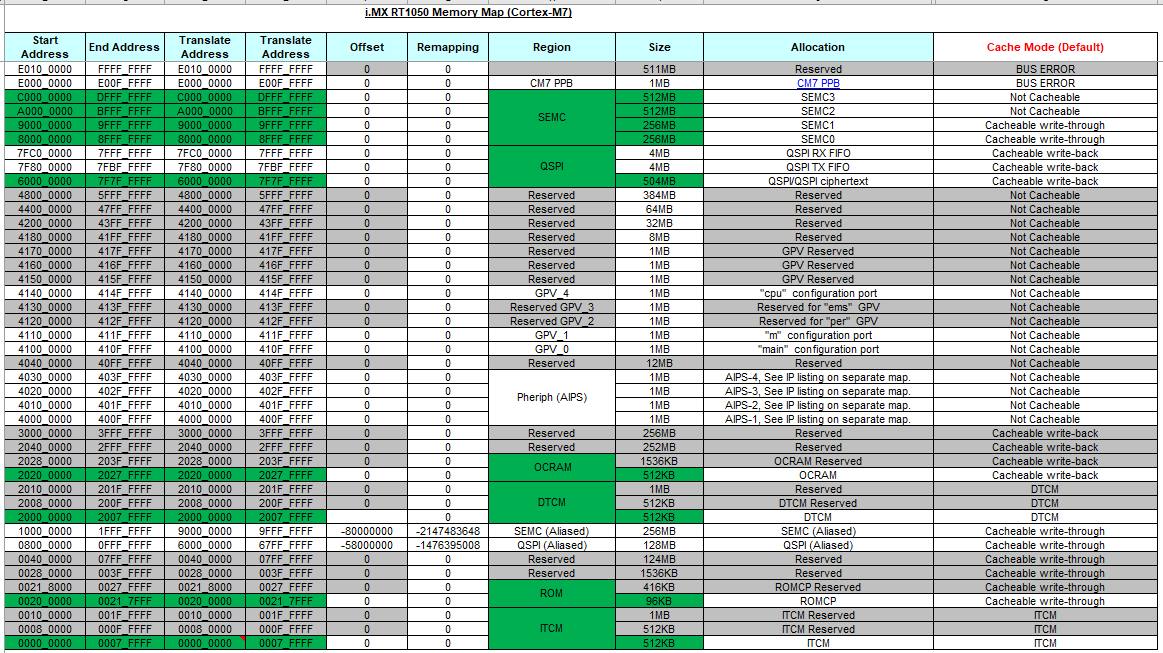 i.MX RT1050 Memory Map (Cortex-M7)
Start Address End Address Translate Address Translate Address Offset Remapping Region Size Allocation Cache Mode (Default)
E010_0000 FFFF_FFFF E010_0000 FFFF_FFFF 0 0 511MB Reserved BUS ERROR
E000_0000 E00F_FFFF E000_0000 E00F_FFFF 0 0 CM7 PPB 1MB CM7 PPB BUS ERROR
C000_0000 DFFF_FFFF C000_0000 DFFF_FFFF 0 0 SEMC 512MB SEMC3 Not Cacheable
A000_0000 BFFF_FFFF A000_0000 BFFF_FFFF 0 0 512MB SEMC2 Not Cacheable
9000_0000 9FFF_FFFF 9000_0000 9FFF_FFFF 0 0 256MB SEMC1 Cacheable write-through
8000_0000 8FFF_FFFF 8000_0000 8FFF_FFFF 0 0 256MB SEMC0 Cacheable write-through
7FC0_0000 7FFF_FFFF 7FC0_0000 7FFF_FFFF 0 0 QSPI 4MB QSPI RX FIFO Cacheable write-back
7F80_0000 7FBF_FFFF 7F80_0000 7FBF_FFFF 0 0 4MB QSPI TX FIFO Cacheable write-back
6000_0000 7F7F_FFFF 6000_0000 7F7F_FFFF 0 0 504MB QSPI/QSPI ciphertext Cacheable write-back
4800_0000 5FFF_FFFF 4800_0000 5FFF_FFFF 0 0 Reserved 384MB Reserved Not Cacheable
4400_0000 47FF_FFFF 4400_0000 47FF_FFFF 0 0 Reserved 64MB Reserved Not Cacheable
4200_0000 43FF_FFFF 4200_0000 43FF_FFFF 0 0 Reserved 32MB Reserved Not Cacheable
4180_0000 41FF_FFFF 4180_0000 41FF_FFFF 0 0 Reserved 8MB Reserved Not Cacheable
4170_0000 417F_FFFF 4170_0000 417F_FFFF 0 0 Reserved 1MB GPV Reserved Not Cacheable
4160_0000 416F_FFFF 4160_0000 416F_FFFF 0 0 Reserved 1MB GPV Reserved Not Cacheable
4150_0000 415F_FFFF 4150_0000 415F_FFFF 0 0 Reserved 1MB GPV Reserved Not Cacheable
4140_0000 414F_FFFF 4140_0000 414F_FFFF 0 0 GPV_4 1MB "cpu" configuration port Not Cacheable
4130_0000 413F_FFFF 4130_0000 413F_FFFF 0 0 Reserved GPV_3 1MB Reserved for "ems" GPV Not Cacheable
4120_0000 412F_FFFF 4120_0000 412F_FFFF 0 0 Reserved GPV_2 1MB Reserved for "per" GPV Not Cacheable
4110_0000 411F_FFFF 4110_0000 411F_FFFF 0 0 GPV_1 1MB "m" configuration port Not Cacheable
4100_0000 410F_FFFF 4100_0000 410F_FFFF 0 0 GPV_0 1MB "main" configuration port Not Cacheable
4040_0000 40FF_FFFF 4040_0000 40FF_FFFF 0 0 Reserved 12MB Reserved Not Cacheable
4030_0000 403F_FFFF 4030_0000 403F_FFFF 0 0 Pheriph (AIPS) 1MB AIPS-4, See IP listing on separate map. Not Cacheable
4020_0000 402F_FFFF 4020_0000 402F_FFFF 0 0 1MB AIPS-3, See IP listing on separate map. Not Cacheable
4010_0000 401F_FFFF 4010_0000 401F_FFFF 0 0 1MB AIPS-2, See IP listing on separate map. Not Cacheable
4000_0000 400F_FFFF 4000_0000 400F_FFFF 0 0 1MB AIPS-1, See IP listing on separate map. Not Cacheable
3000_0000 3FFF_FFFF 3000_0000 3FFF_FFFF 0 0 Reserved 256MB Reserved Cacheable write-back
2040_0000 2FFF_FFFF 2040_0000 2FFF_FFFF 0 0 Reserved 252MB Reserved Cacheable write-back
2028_0000 203F_FFFF 2028_0000 203F_FFFF 0 0 OCRAM 1536KB OCRAM Reserved Cacheable write-back
2020_0000 2027_FFFF 2020_0000 2027_FFFF 0 0 512KB OCRAM Cacheable write-back
2010_0000 201F_FFFF 2010_0000 201F_FFFF 0 0 DTCM 1MB Reserved DTCM
2008_0000 200F_FFFF 2008_0000 200F_FFFF 0 0 512KB DTCM Reserved DTCM
2000_0000 2007_FFFF 2000_0000 2007_FFFF 0 512KB DTCM DTCM
1000_0000 1FFF_FFFF 9000_0000 9FFF_FFFF -80000000 -2147483648 SEMC (Aliased) 256MB SEMC (Aliased) Cacheable write-through
0800_0000 0FFF_FFFF 6000_0000 67FF_FFFF -58000000 -1476395008 QSPI (Aliased) 128MB QSPI (Aliased) Cacheable write-through
0040_0000 07FF_FFFF 0040_0000 07FF_FFFF 0 0 Reserved 124MB Reserved Cacheable write-through
0028_0000 003F_FFFF 0028_0000 003F_FFFF 0 0 Reserved 1536KB Reserved Cacheable write-through
0021_8000 0027_FFFF 0021_8000 0027_FFFF 0 0 ROM 416KB ROMCP Reserved Cacheable write-through
0020_0000 0021_7FFF 0020_0000 0021_7FFF 0 0 96KB ROMCP Cacheable write-through
0010_0000 001F_FFFF 0010_0000 001F_FFFF 0 0 ITCM 1MB ITCM Reserved ITCM
0008_0000 000F_FFFF 0008_0000 000F_FFFF 0 0 512KB ITCM Reserved ITCM
0000_0000 0007_FFFF 0000_0000 0007_FFFF 0 0 512KB ITCM ITCM